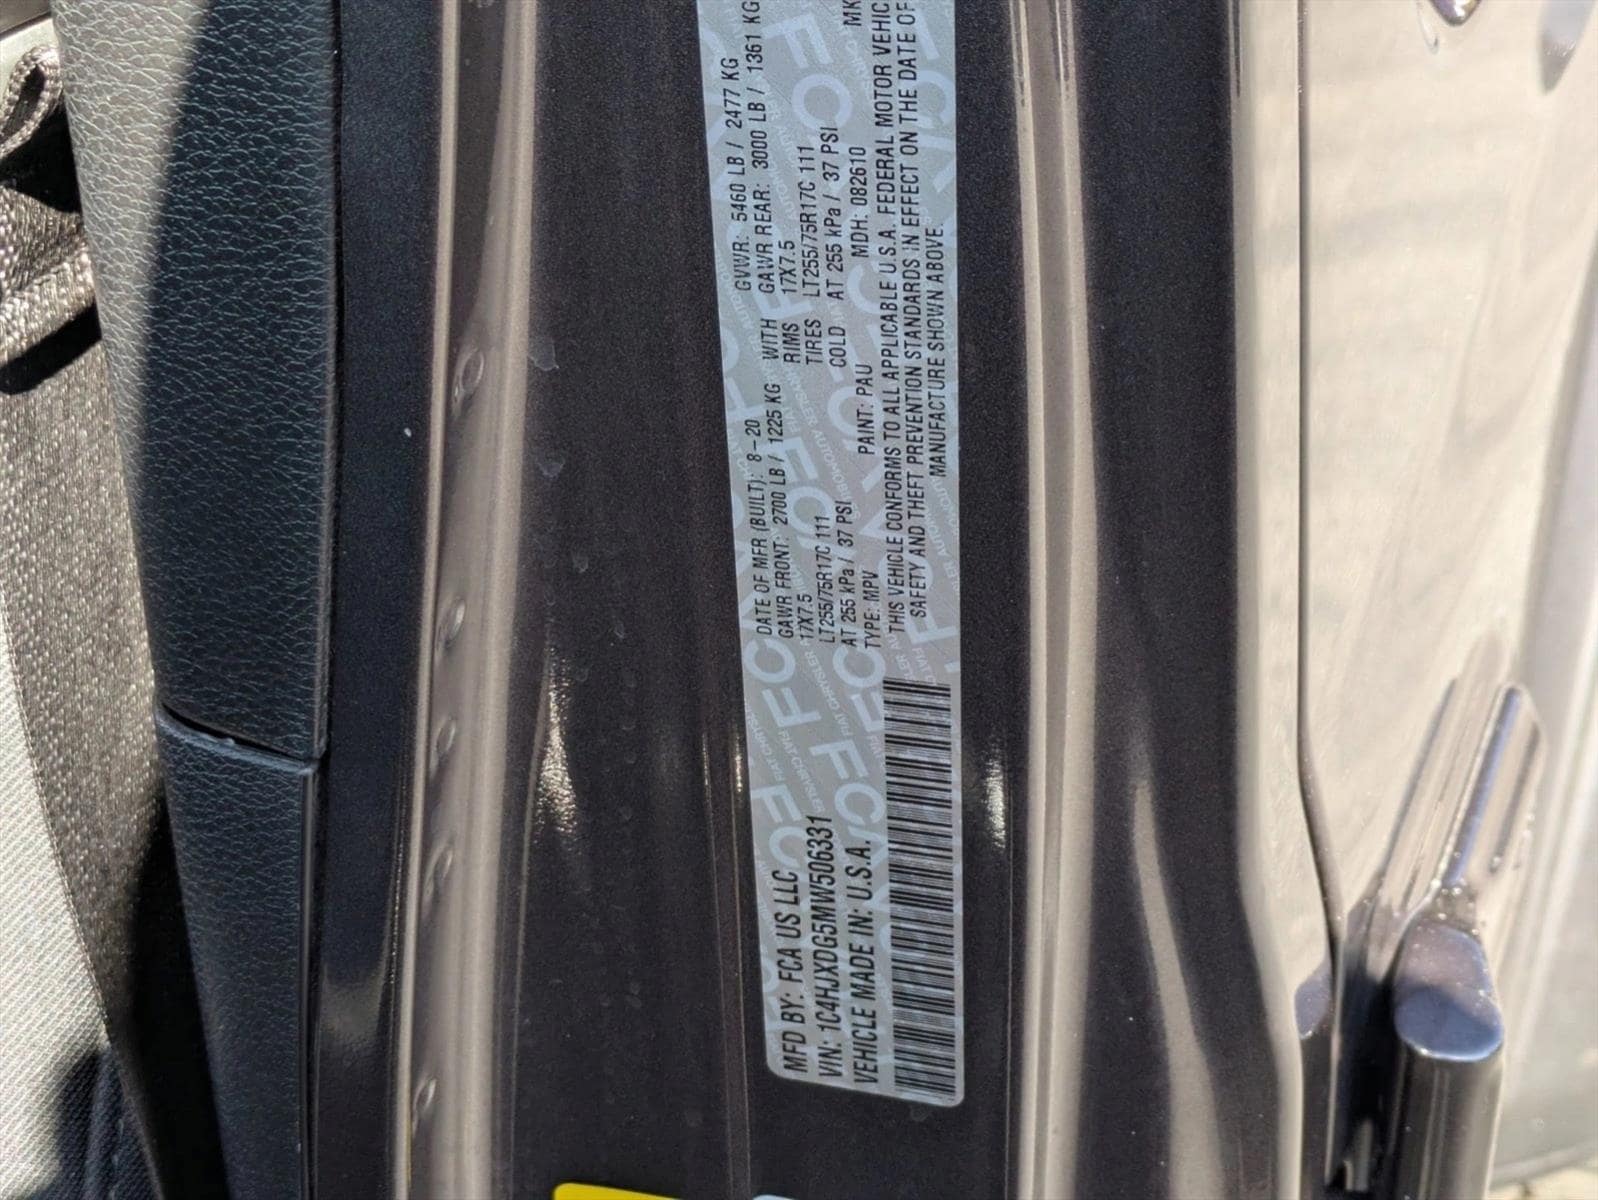 MFD BY: FCA US LLC
DATE OF MFR (BUILT): 8-20
GVWR: 5460 LB / 2477 KG
GAWR FRONT: 2700 LB / 1225 KG WITH
GAWR REAR: 3000 LB / 1361 KG
17X7.5
RIMS 17X7.5
LT255/75R17C 111
TIRES LT255/75R17C 111
AT 255 kPa / 37 PSI
COLD AT 255 kPa / 37 PSI
VIN: 1C4HJXDG5MW506331
TYPE: MPV PAINT: PAU MDH: 082610
VEHICLE MADE IN: U.S.A.
THIS VEHICLE CONFORMS TO ALL APPLICABLE U.S.A. FEDERAL MOTOR
SAFETY AND THEFT PREVENTION STANDARDS IN EFFECT ON THE DATE OF
MANUFACTURE SHOWN ABOVE.